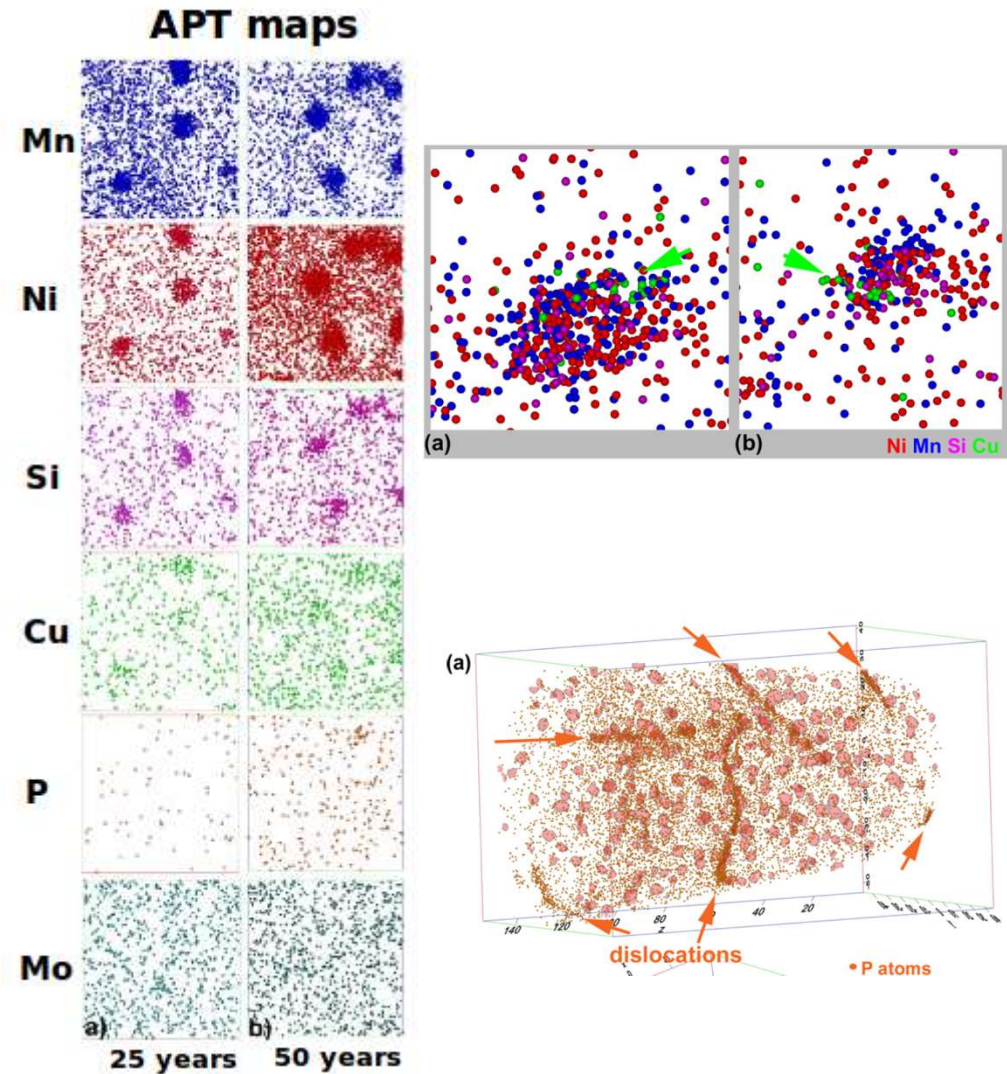 APT maps
Mn
Ni
Si
Cu
P
Mo
a)
b)
25 years
50 years
(a)
(b)
Ni Mn Si Cu
(a)
140
120
80
z
40
20
dislocations
P atoms